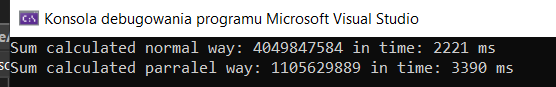 Konsola debugowania programu Microsoft Visual Studio
Sum calculated normal way: 4049847584 in time: 2221 ms
Sum calculated parralel way: 1105629889 in time: 3390 ms